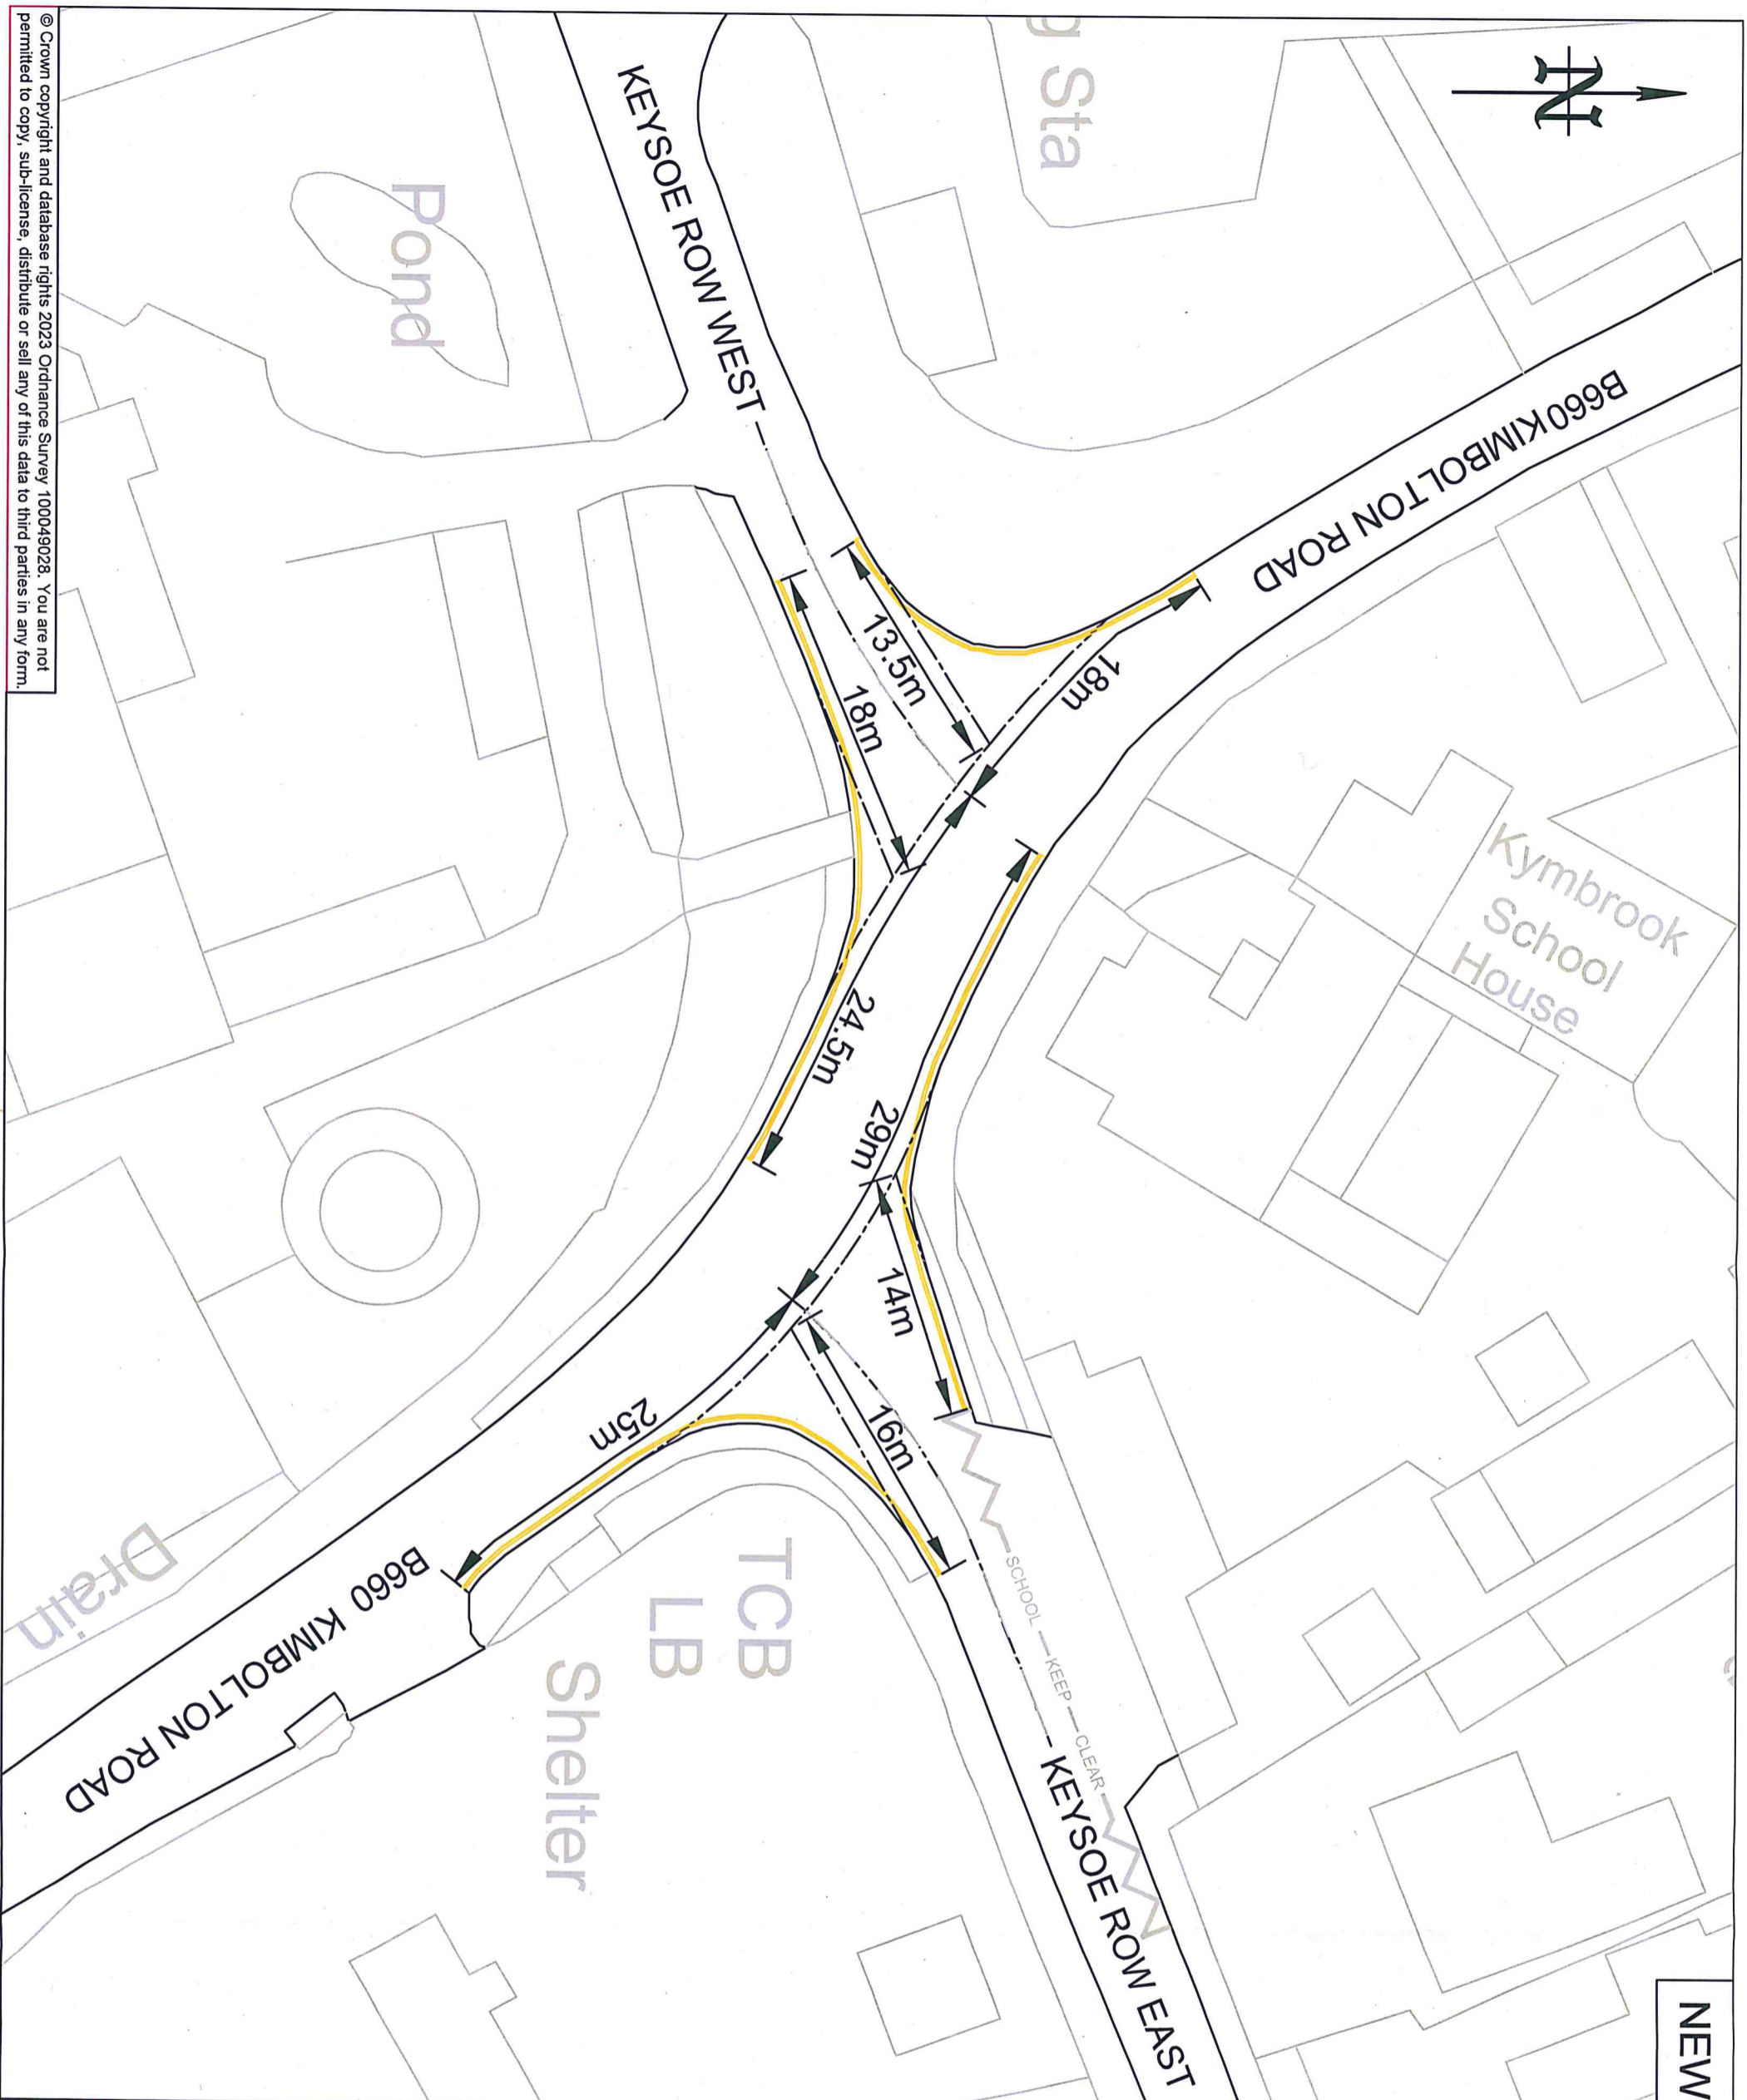 N
NEW
g Sta
B660 KIMBOLTON ROAD
Kymbrook
School
House
KEYSOE ROW WEST
Pond
13.5m
18m
18m
24.5m
29m
14m
16m
25m
SCHOOL KEEP CLEAR
KEYSOE ROW EAST
TCB
LB
Shelter
Drain
B660 KIMBOLTON ROAD
© Crown copyright and database rights 2023 Ordnance Survey 100049028. You are not
permitted to copy, sub-license, distribute or sell any of this data to third parties in any form.